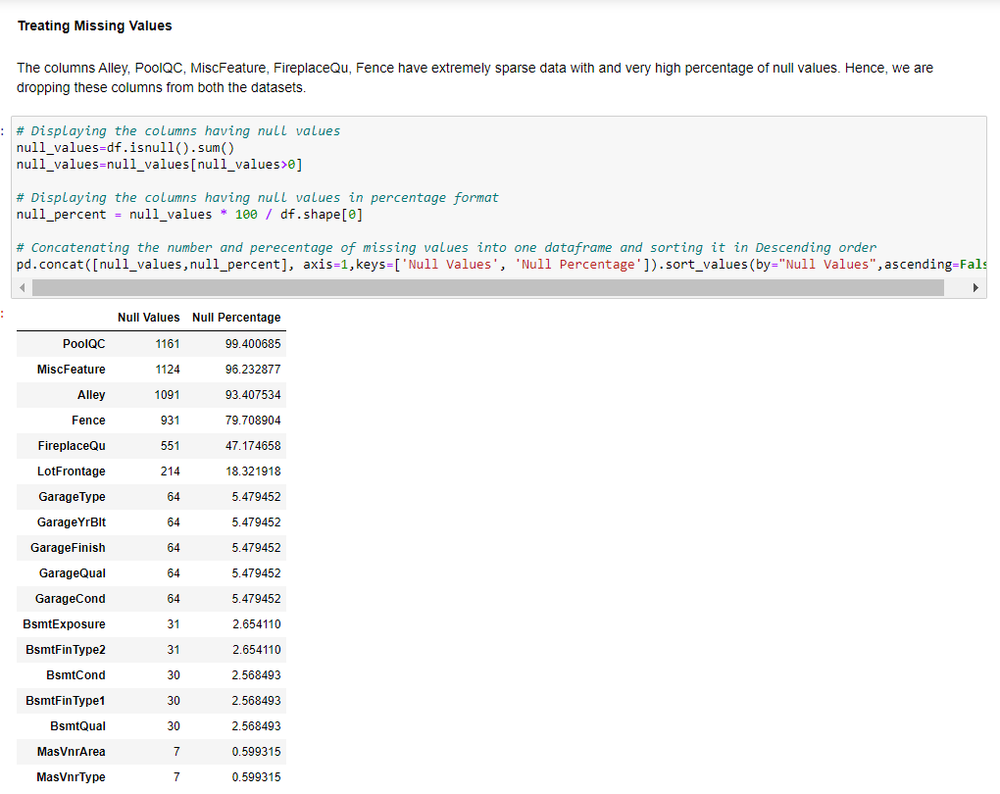 Treating Missing Values
The columns Alley, PoolQC, MiscFeature, FireplaceQu, Fence have extremely sparse data with and very high percentage of null values. Hence, we are
dropping these columns from both the datasets.
# Displaying the columns having null values
null_values=df.isnull().sum()
null_values=null_values[null_values>0]
# Displaying the columns having null values in percentage format
null_percent = null_values * 100 / df.shape[0]
# Concatenating the number and perecentage of missing values into one dataframe and sorting it in Descending order
pd.concat([null_values,null_percent], axis=1,keys=['Null Values', 'Null Percentage']).sort_values(by="Null Values",ascending=Fals
Null Values Null Percentage
PoolQC 1161 99.400685
MiscFeature 1124 96.232877
Alley 1091 93.407534
Fence 931 79.708904
FireplaceQu 551 47.174658
LotFrontage 214 18.321918
GarageType 64 5.479452
GarageYrBlt 64 5.479452
GarageFinish 64 5.479452
GarageQual 64 5.479452
GarageCond 64 5.479452
BsmtExposure 31 2.654110
BsmtFinType2 31 2.654110
BsmtCond 30 2.568493
BsmtFinType1 30 2.568493
BsmtQual 30 2.568493
MasVnrArea 7 0.599315
MasVnrType 7 0.599315